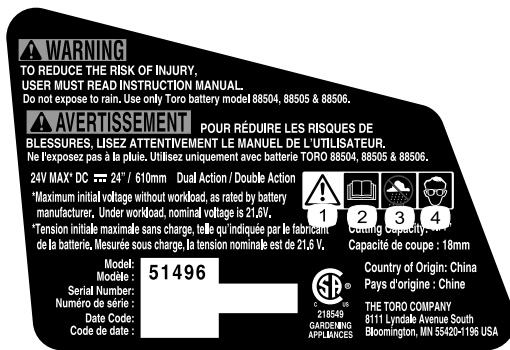 WARNING
TO REDUCE THE RISK OF INJURY,
USER MUST READ INSTRUCTION MANUAL.
Do not expose to rain. Use only Toro battery model 88504, 88505 & 88506.
AVERTISSEMENT POUR RÉDUIRE LES RISQUES DE
BLESSURES, LISEZ ATTENTIVEMENT LE MANUEL DE L'UTILISATEUR.
Ne l'exposez pas à la pluie. Utilisez uniquement avec batterie TORO 88504, 88505 & 88506.
24V MAX* DC 24"/ 610mm Dual Action / Double Action
*Maximum initial voltage without workload, as rated by battery
manufacturer. Under workload, nominal voltage is 21,6V.
*Tension initiale maximale sans charge, telle qu'indiquée par le fabricant
de la batterie. Mesurée sous charge, la tension nominale est de 21,6 V.
1 2 3 4
Cutting Capacity:
Capacité de coupe : 18mm
Model:
Modèle :
51496
Serial Number:
Numéro de série :
Date Code:
Code de date :
SA
C US
218549
GARDENING
APPLIANCES
Country of Origin: China
Pays d'origine : China
THE TORO COMPANY
8111 Lyndale Avenue South
Bloomington, MN 55420-1196 USA